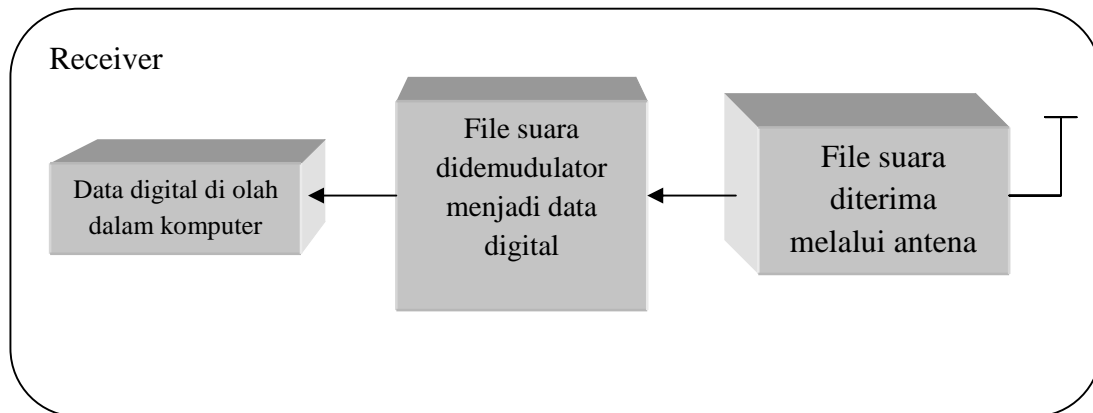 Receiver
Data digital di olah
dalam komputer
File suara
didemudulator
menjadi data
digital
File suara
diterima
melalui antena